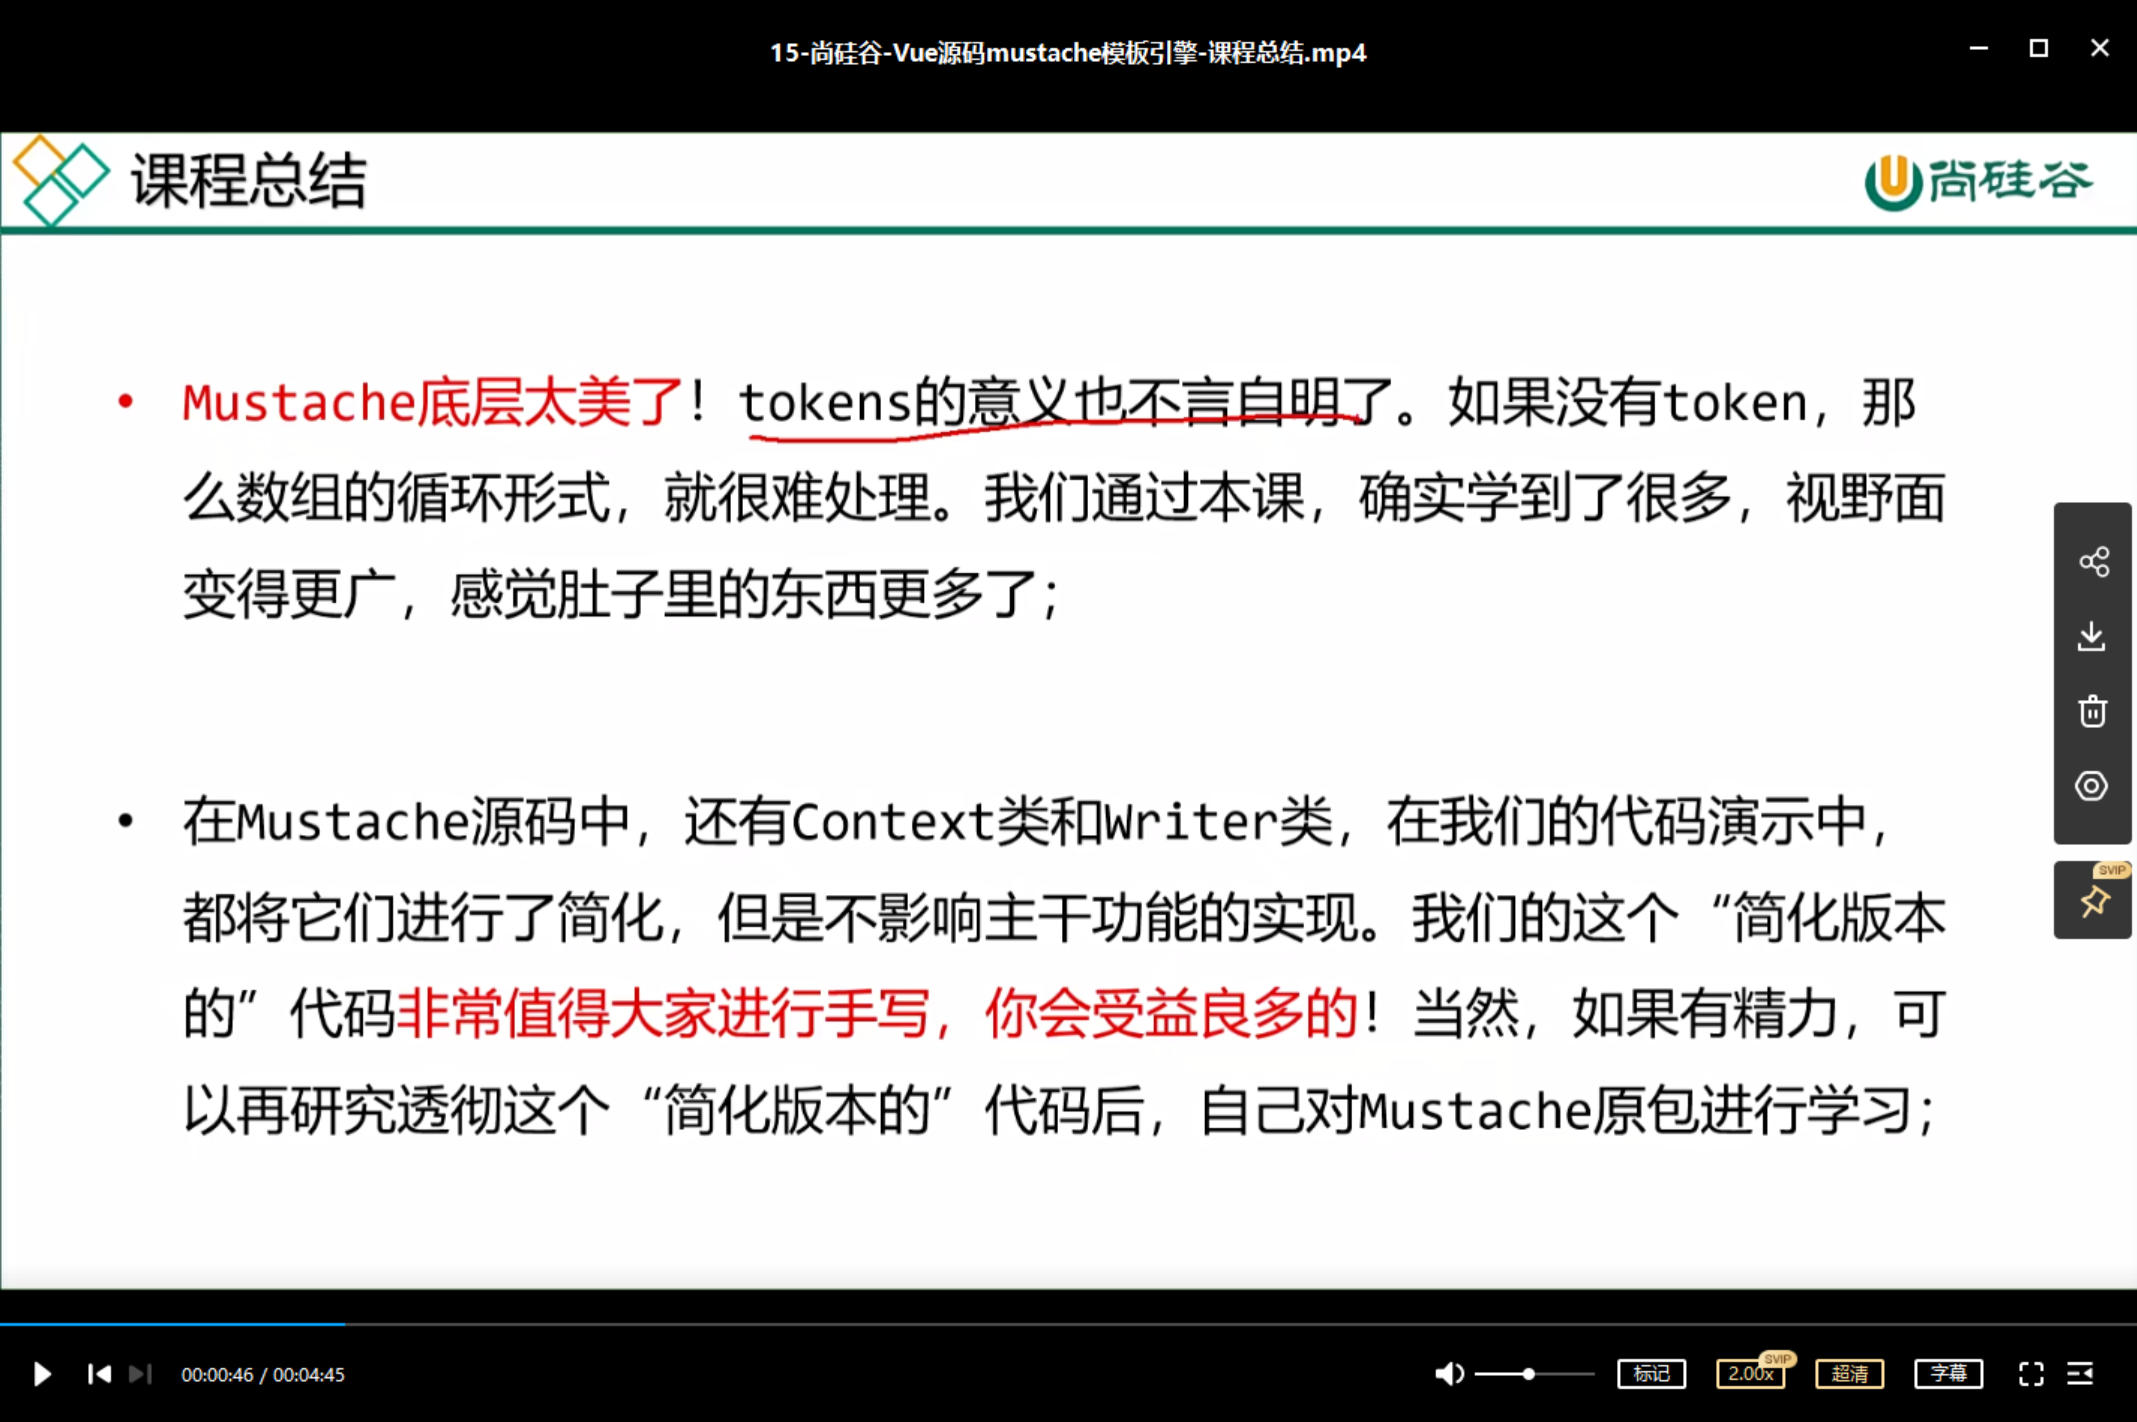 15-尚硅谷-Vue源码mustache模板引擎-课程总结.mp4
课程总结
尚硅谷
• Mustache底层太美了！tokens的意义也不言自明了。如果没有token，那
么数组的循环形式，就很难处理。我们通过本课，确实学到了很多，视野面
变得更广，感觉肚子里的东西更多了；
• 在Mustache源码中，还有Context类和Writer类，在我们的代码演示中，
都将它们进行了简化，但是不影响主干功能的实现。我们的这个“简化版本
的”代码非常值得大家进行手写，你会受益良多的！当然，如果有精力，可
以再研究透彻这个“简化版本的”代码后，自己对Mustache原包进行学习；
SVIP
00:00:46 / 00:04:45
标记
2.00x
SVIP
超清
字幕